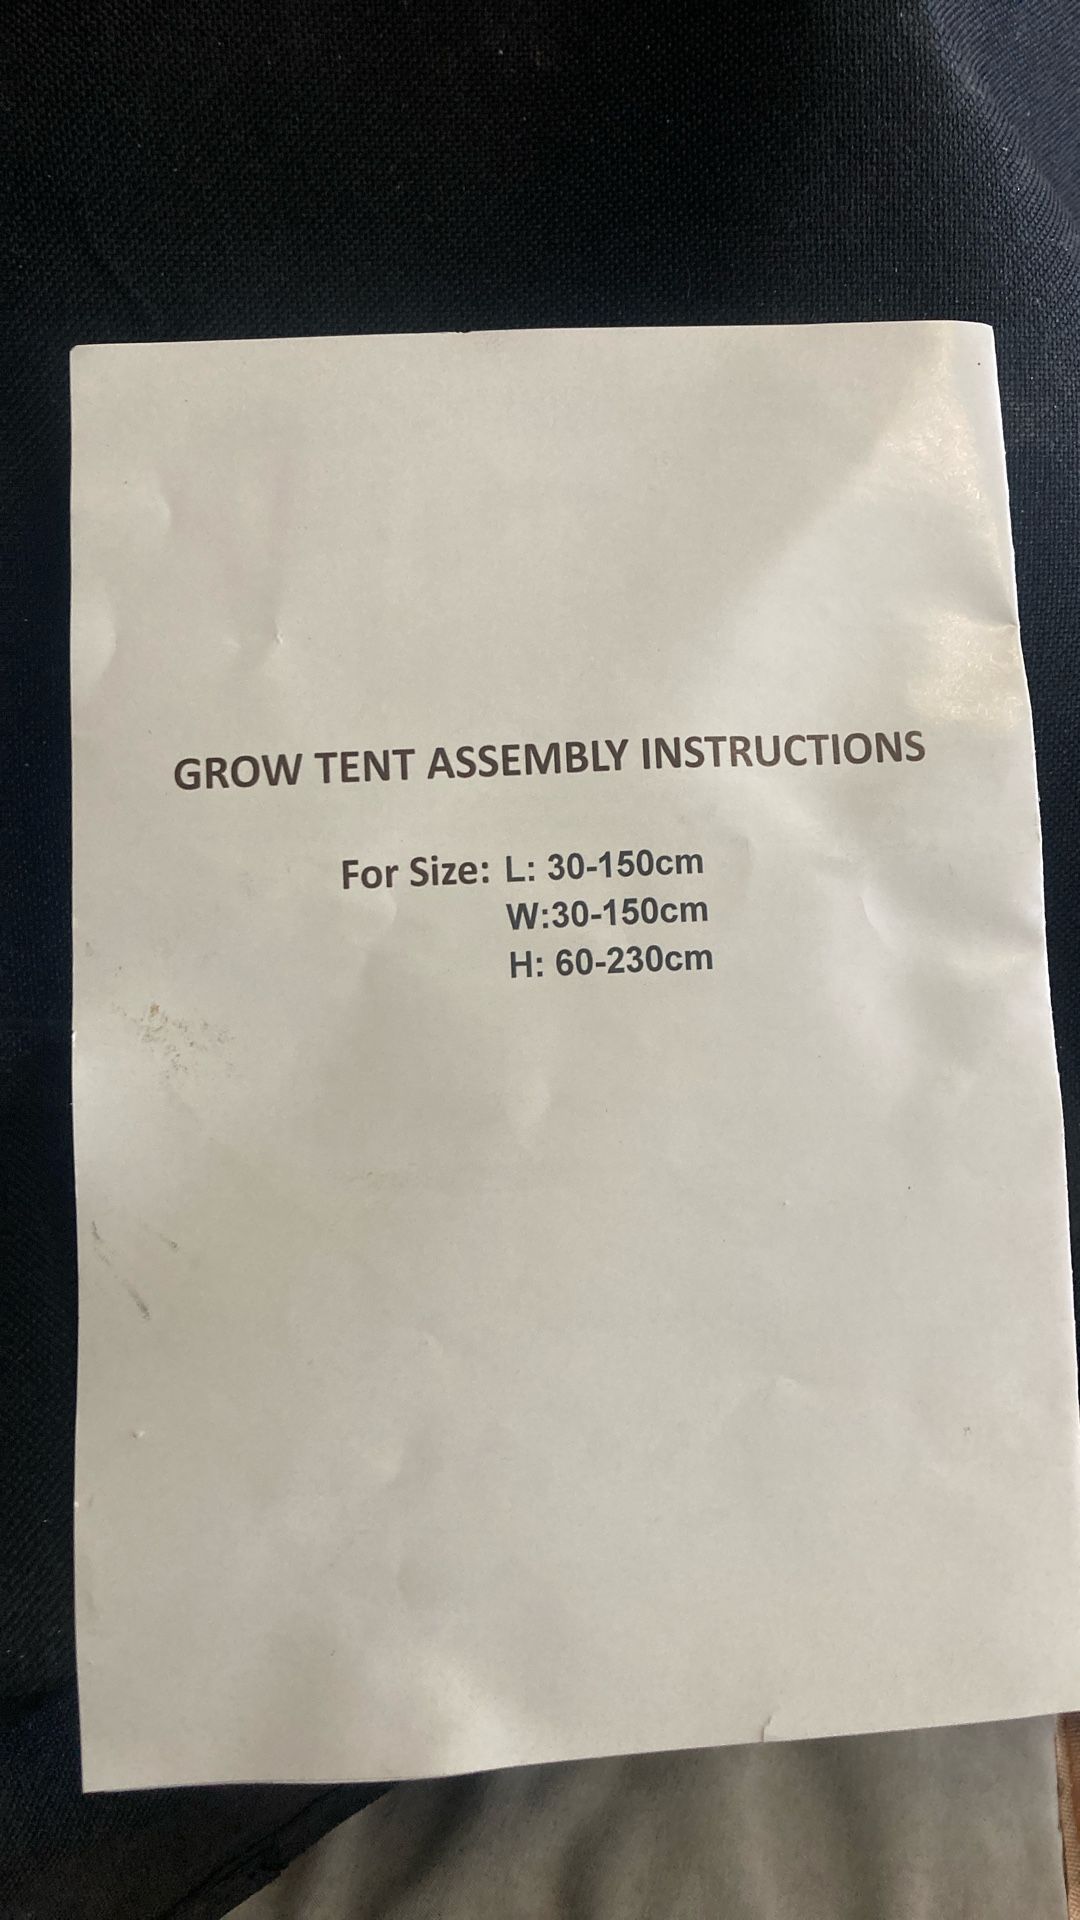 GROW TENT ASSEMBLY INSTRUCTIONS
For Size: L: 30-150cm
W:30-150cm
H: 60-230cm